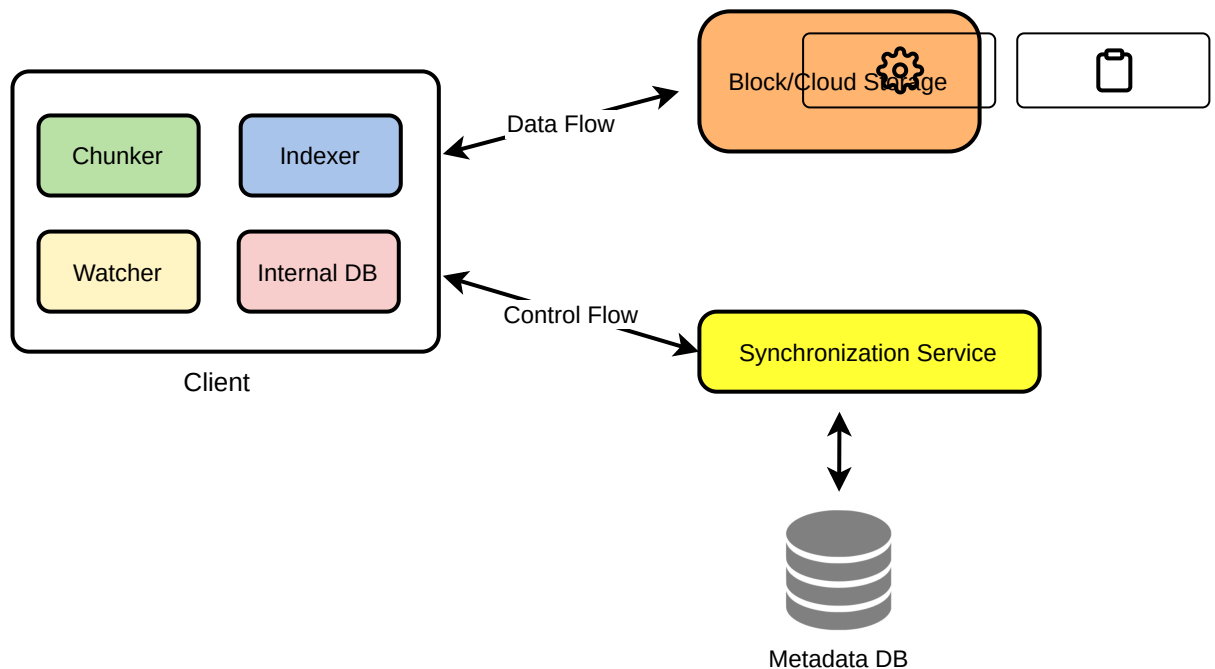 Block/Cloud Storage
Data Flow
Chunker
Indexer
Watcher
Internal DB
Control Flow
Synchronization Service
Client
Metadata DB